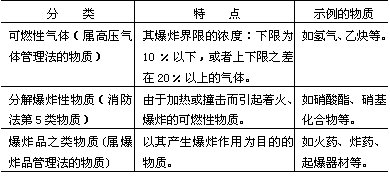 分 类 特 点 示例的物质
可燃性气体(属高压气 其爆炸界限的浓度:下限为 如氢气、乙炔等。
体管理法的物质) 10 %以下,或者上下限之差
在20%以上的气体。
分解爆炸性物质(消防 由于加热或撞击而引起着火、 如硝酸酯、硝基
法第5类物质) 爆炸的可燃性物质。 化合物等。
爆炸品之类物质(属爆 以其产生爆炸作用为目的的 如火药、炸药、
炸品管理法的物质) 物质。 起爆器材等。